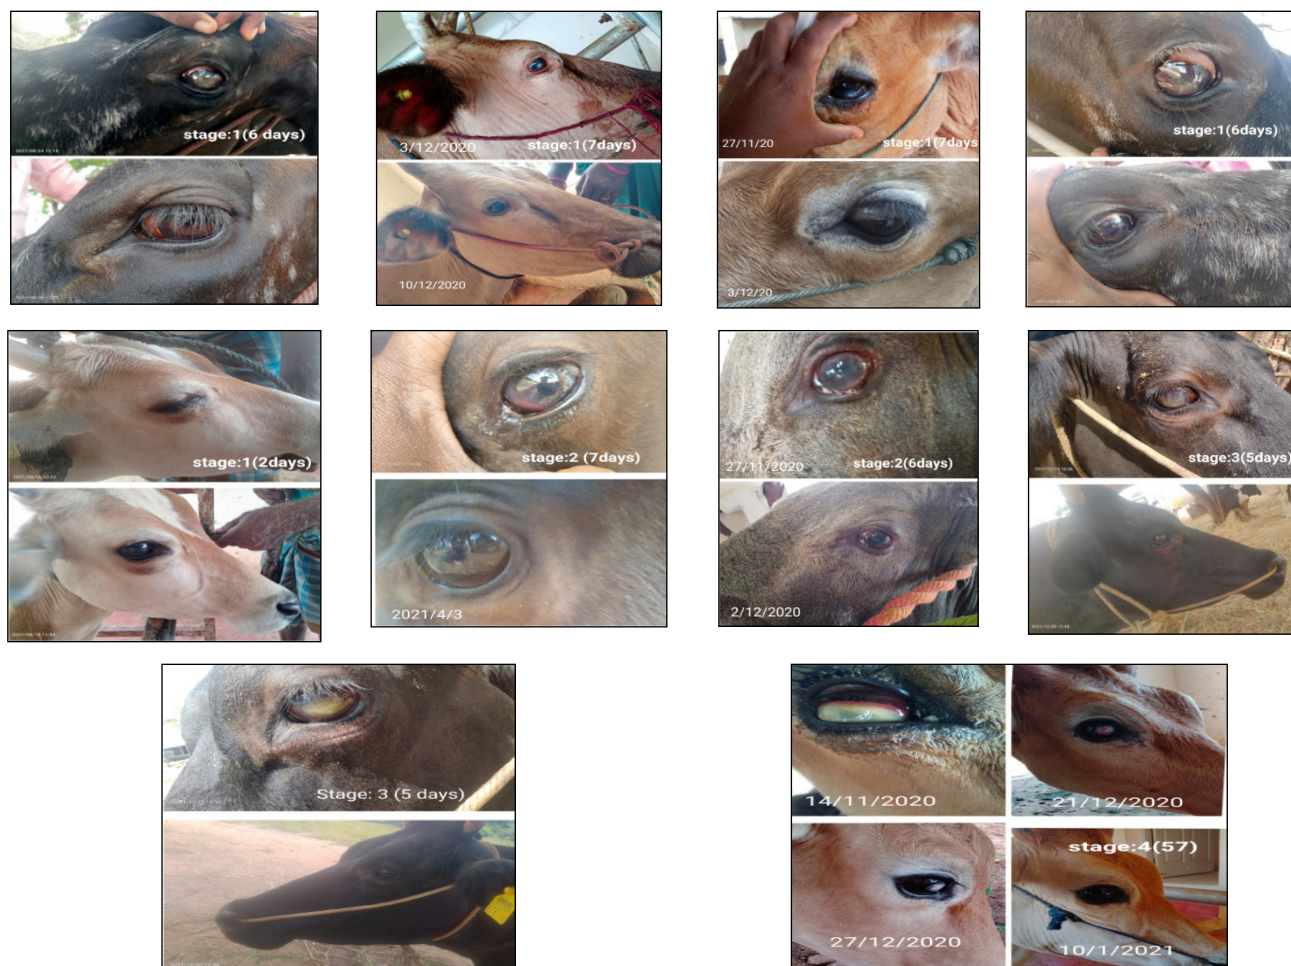 stage:1(6 days)
3/12/2020
stage:1(7days)
10/12/2020
27/11/20
stage:1(7days
3/12/20
stage:1(6days)
stage:1(2days)
stage:2 (7days)
2021/4/3
27/11/2020
stage:2(6days)
2/12/2020
stage:3(5days)
Stage: 3 (5 days)
14/11/2020
21/12/2020
27/12/2020
stage:4(57)
10/1/2021